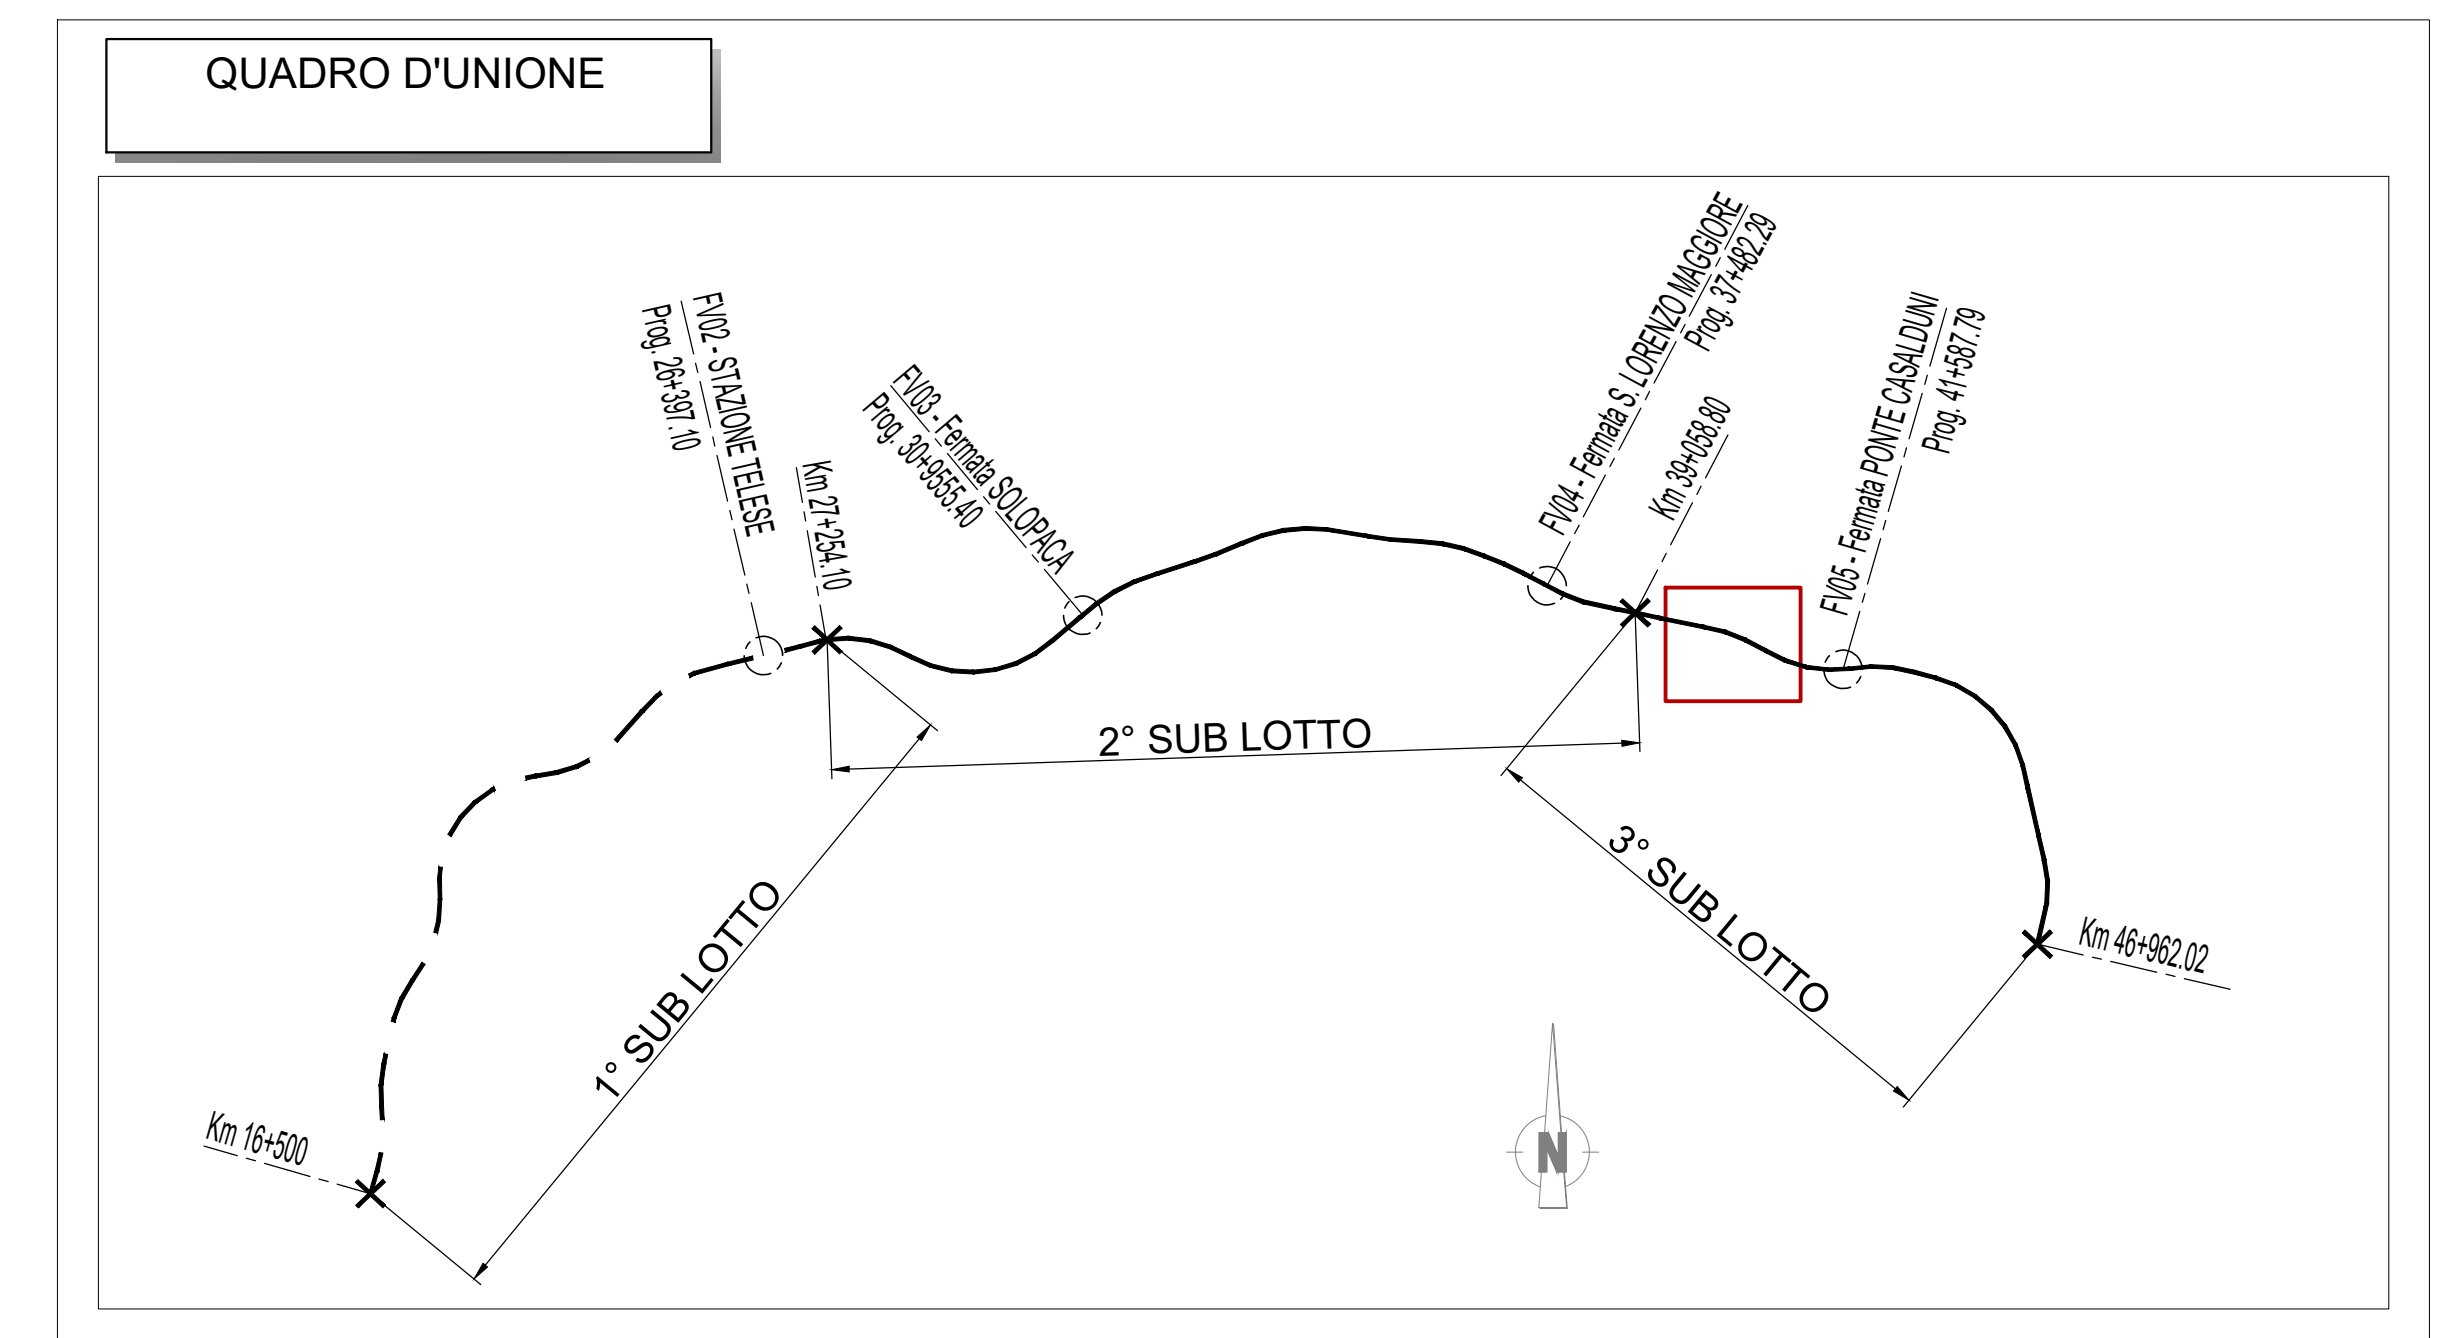 QUADRO D'UNIONE
FV02 - STAZIONE TELESE
Prog. 26+397.10
Km 27+254.10
FV03 - Fermata SOLOPACA
Prog. 30+9555.40
FV04 - Fermata S. LORENZO MAGGIORE
Prog. 37+482.29
Km 39+058.80
FV05 - Fermata PONTE CASALDUNI
Prog. 41+587.79
2° SUB LOTTO
1° SUB LOTTO
3° SUB LOTTO
Km 46+962.02
Km 16+500
N